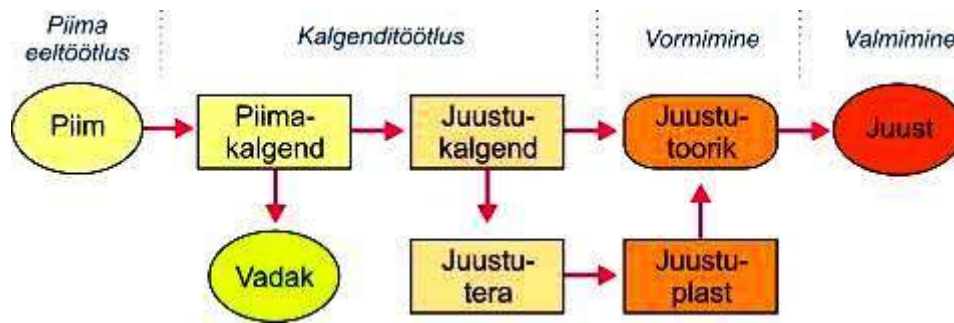 Piima
eeltöötlus
Kalgenditöötlus
Vormimine
Valmimine
Piim
Piima-
kalgend
Juustu-
kalgend
Juustu-
toorik
Juust
Vadak
Juustu-
tera
Juustu-
plast